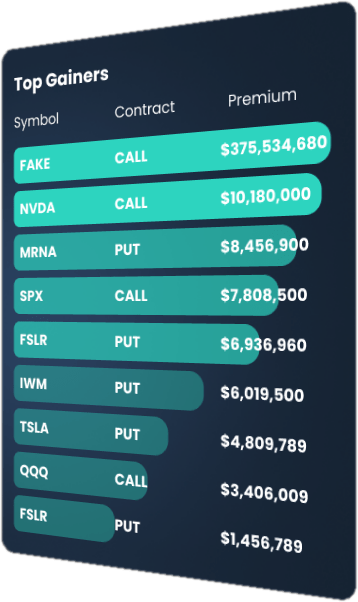 Top Gainers
Symbol Contract Premium
FAKE CALL $375,534,680
NVDA CALL $10,180,000
MRNA PUT $8,456,900
SPX CALL $7,808,500
FSLR PUT $6,936,960
IWM PUT $6,019,500
TSLA PUT $4,809,789
QQQ CALL $3,406,009
FSLR PUT $1,456,789